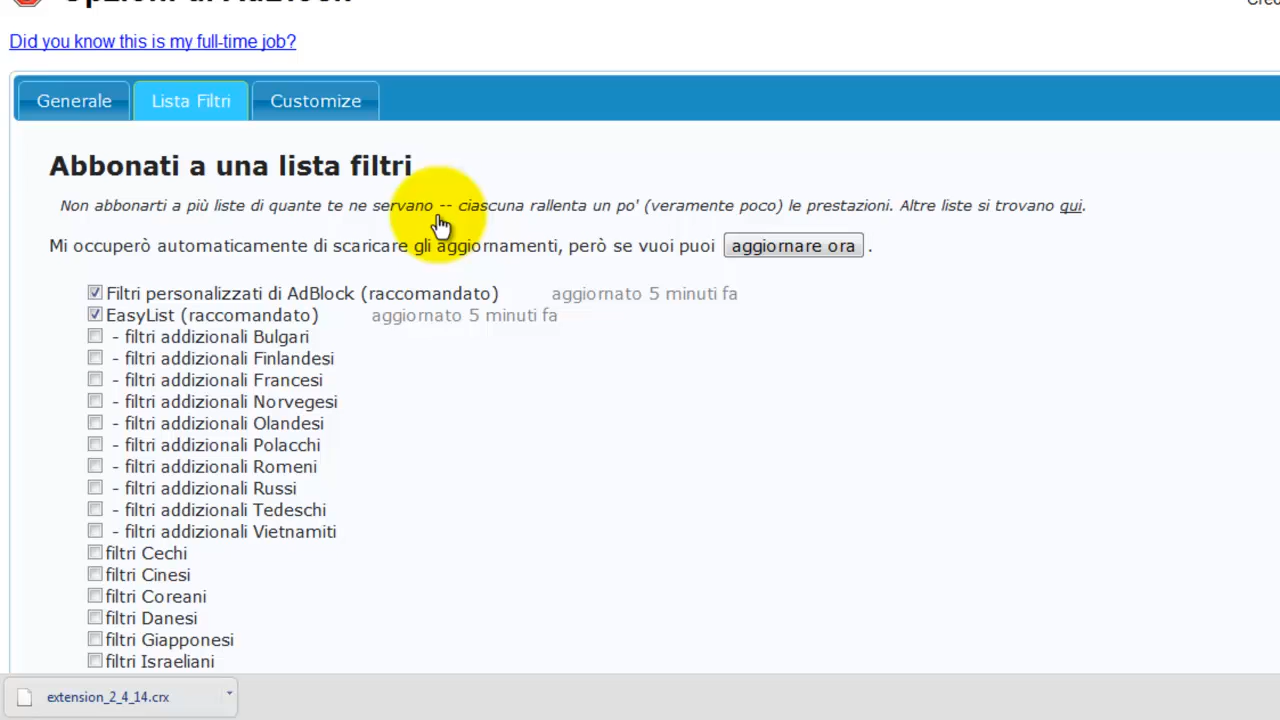 Opzioni di AdBlock
Did you know this is my full-time job?
Generale
Lista Filtri
Customize
Abbonati a una lista filtri
Non abbonarti a più liste di quante te ne servano -- ciascuna rallenta un po' (veramente poco) le prestazioni. Altre liste si trovano qui.
Mi occuperò automaticamente di scaricare gli aggiornamenti, però se vuoi puoi aggiornare ora .
Filtri personalizzati di AdBlock (raccomandato) aggiornato 5 minuti fa
EasyList (raccomandato) aggiornato 5 minuti fa
- filtri addizionali Bulgari
- filtri addizionali Finlandesi
- filtri addizionali Francesi
- filtri addizionali Norvegesi
- filtri addizionali Olandesi
- filtri addizionali Polacchi
- filtri addizionali Romeni
- filtri addizionali Russi
- filtri addizionali Tedeschi
- filtri addizionali Vietnamiti
filtri Cechi
filtri Cinesi
filtri Coreani
filtri Danesi
filtri Giapponesi
filtri Israeliani
extension_2_4_14.crx